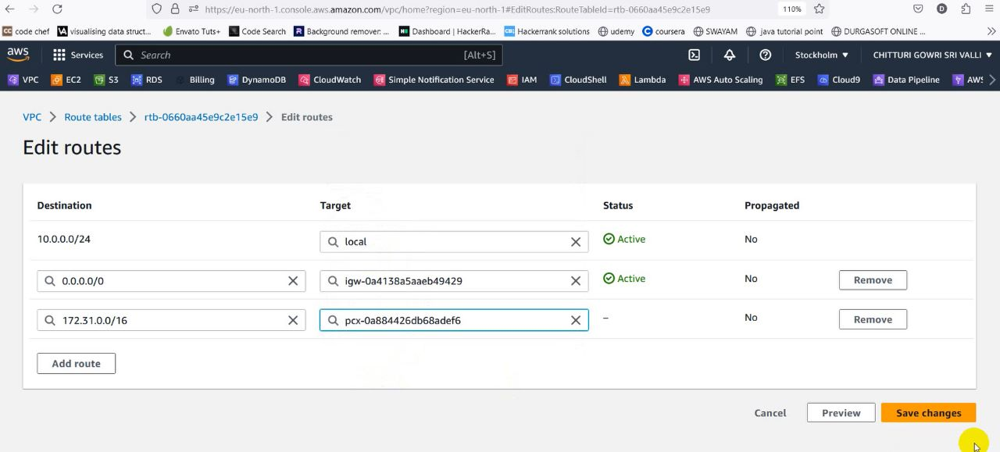 https://eu-north-1.console.aws.amazon.com/vpc/home?region=eu-north-1#EditRoutes:RouteTableId=rtb-0660aa45e9c2e15e9 110% D
CC code chef VA visualising data struct... Envato Tuts+ Code Search R Background remover: ... Dashboard | HackerRa... Hackerrank solutions udemy C coursera SWAYAM java tutorial point DURGASOFT ONLINE ...
aws Services Search [Alt+S] Stockholm CHITTURI GOWRI SRI VALLI
VPC EC2 S3 RDS Billing DynamoDB CloudWatch Simple Notification Service IAM CloudShell Lambda AWS Auto Scaling EFS Cloud9 Data Pipeline AWS
VPC Route tables rtb-0660aa45e9c2e15e9 Edit routes
Edit routes
Destination Target Status Propagated
10.0.0.0/24 local Active No
0.0.0.0/0 igw-0a4138a5aaeb49429 Active No Remove
172.31.0.0/16 pcx-0a884426db68adef6 – No Remove
Add route
Cancel Preview Save changes